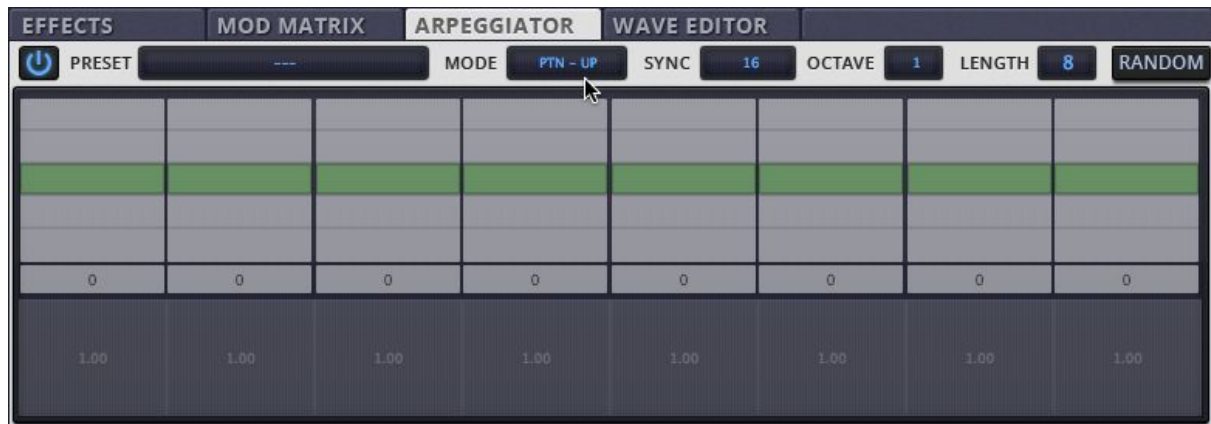 EFFECTS MOD MATRIX ARPEGGIATOR WAVE EDITOR
PRESET --- MODE PTN - UP SYNC 16 OCTAVE 1 LENGTH 8 RANDOM
0 0 0 0 0 0 0 0
1.00 1.00 1.00 1.00 1.00 1.00 1.00 1.00